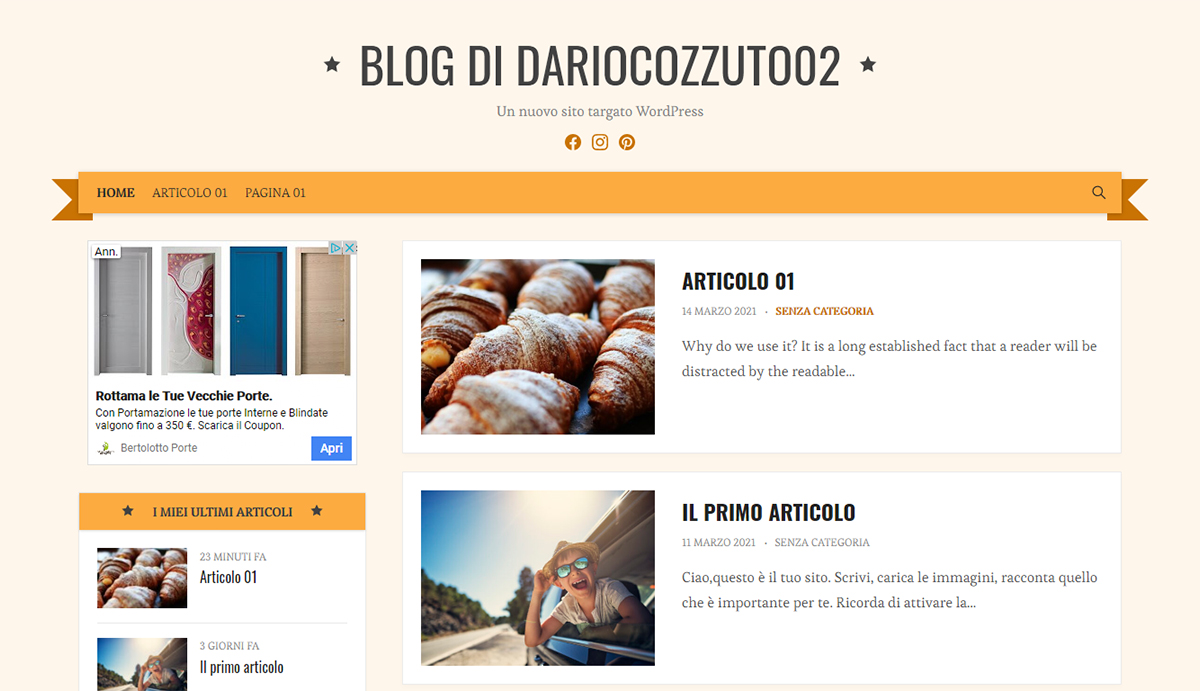 BLOG DI DARIOCOZZUTO02
Un nuovo sito targato WordPress
HOME ARTICOLO 01 PAGINA 01
Ann.
Rottama le Tue Vecchie Porte.
Con Portamazione le tue porte Interne e Blindate
valgono fino a 350 €. Scarica il Coupon.
Bertolotto Porte
Apri
I MIEI ULTIMI ARTICOLI
23 MINUTI FA
Articolo 01
3 GIORNI FA
Il primo articolo
ARTICOLO 01
14 MARZO 2021 · SENZA CATEGORIA
Why do we use it? It is a long established fact that a reader will be
distracted by the readable...
IL PRIMO ARTICOLO
11 MARZO 2021 · SENZA CATEGORIA
Ciao,questo è il tuo sito. Scrivi, carica le immagini, racconta quello
che è importante per te. Ricorda di attivare la...